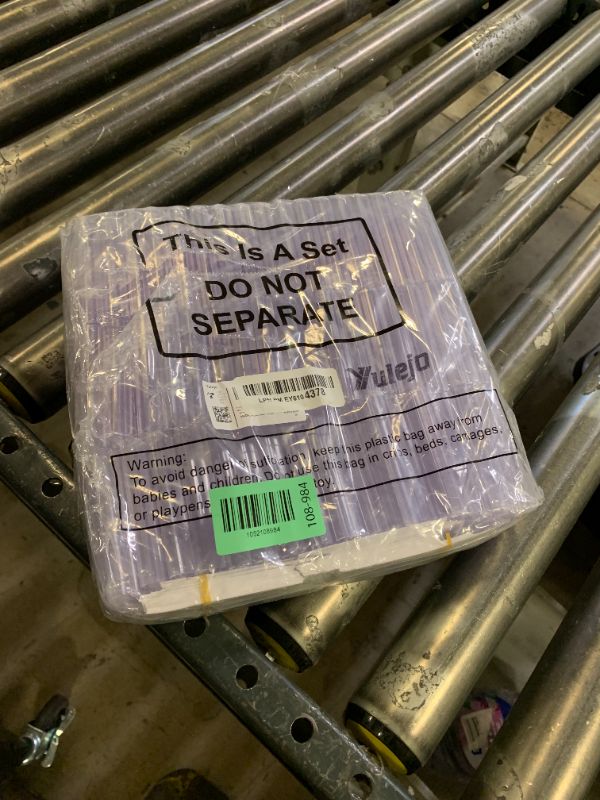 This Is A Set
DO NOT
SEPARATE
4378
Yulejo
Warning:
To avoid danger of suffocation, keep this plastic bag away from
babies and children. Do not use this bag in cribs, beds, carriages,
or playpens
108-984